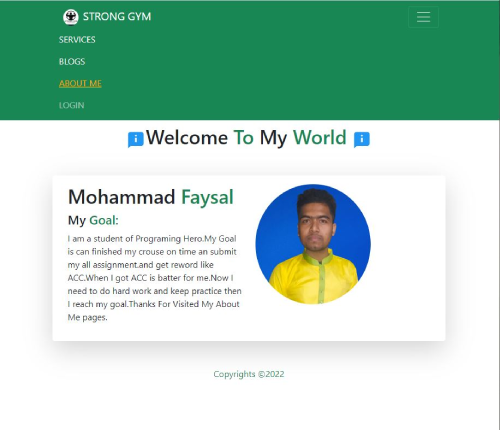 STRONG GYM
SERVICES
BLOGS
ABOUT ME
LOGIN
Welcome To My World
Mohammad Faysal
My Goal:
I am a student of Programing Hero.My Goal
is can finished my crouse on time an submit
my all assignment.and get reword like
ACC.When I got ACC is batter for me.Now I
need to do hard work and keep practice then
I reach my goal.Thanks For Visited My About
Me pages.
Copyrights ©2022